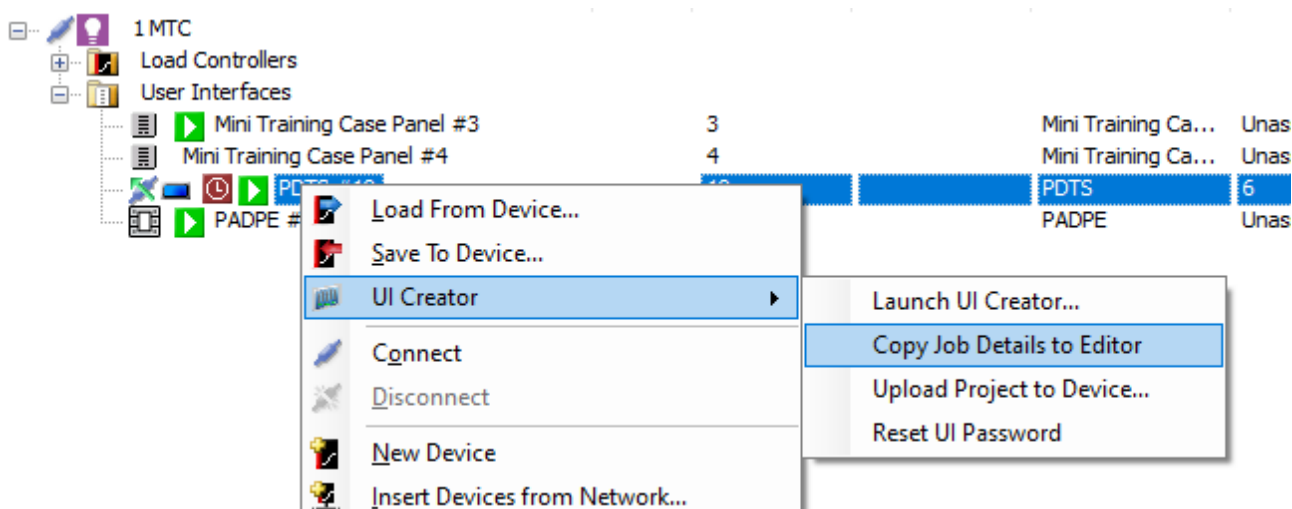 1 MTC
Load Controllers
User Interfaces
Mini Training Case Panel #3 3 Mini Training Ca... Unas
Mini Training Case Panel #4 4 Mini Training Ca... Unas
PDTS PDTS 6
PADPE # PADPE Unas
Load From Device...
Save To Device...
UI Creator
Connect
Disconnect
New Device
Insert Devices from Network...
Launch UI Creator...
Copy Job Details to Editor
Upload Project to Device...
Reset UI Password